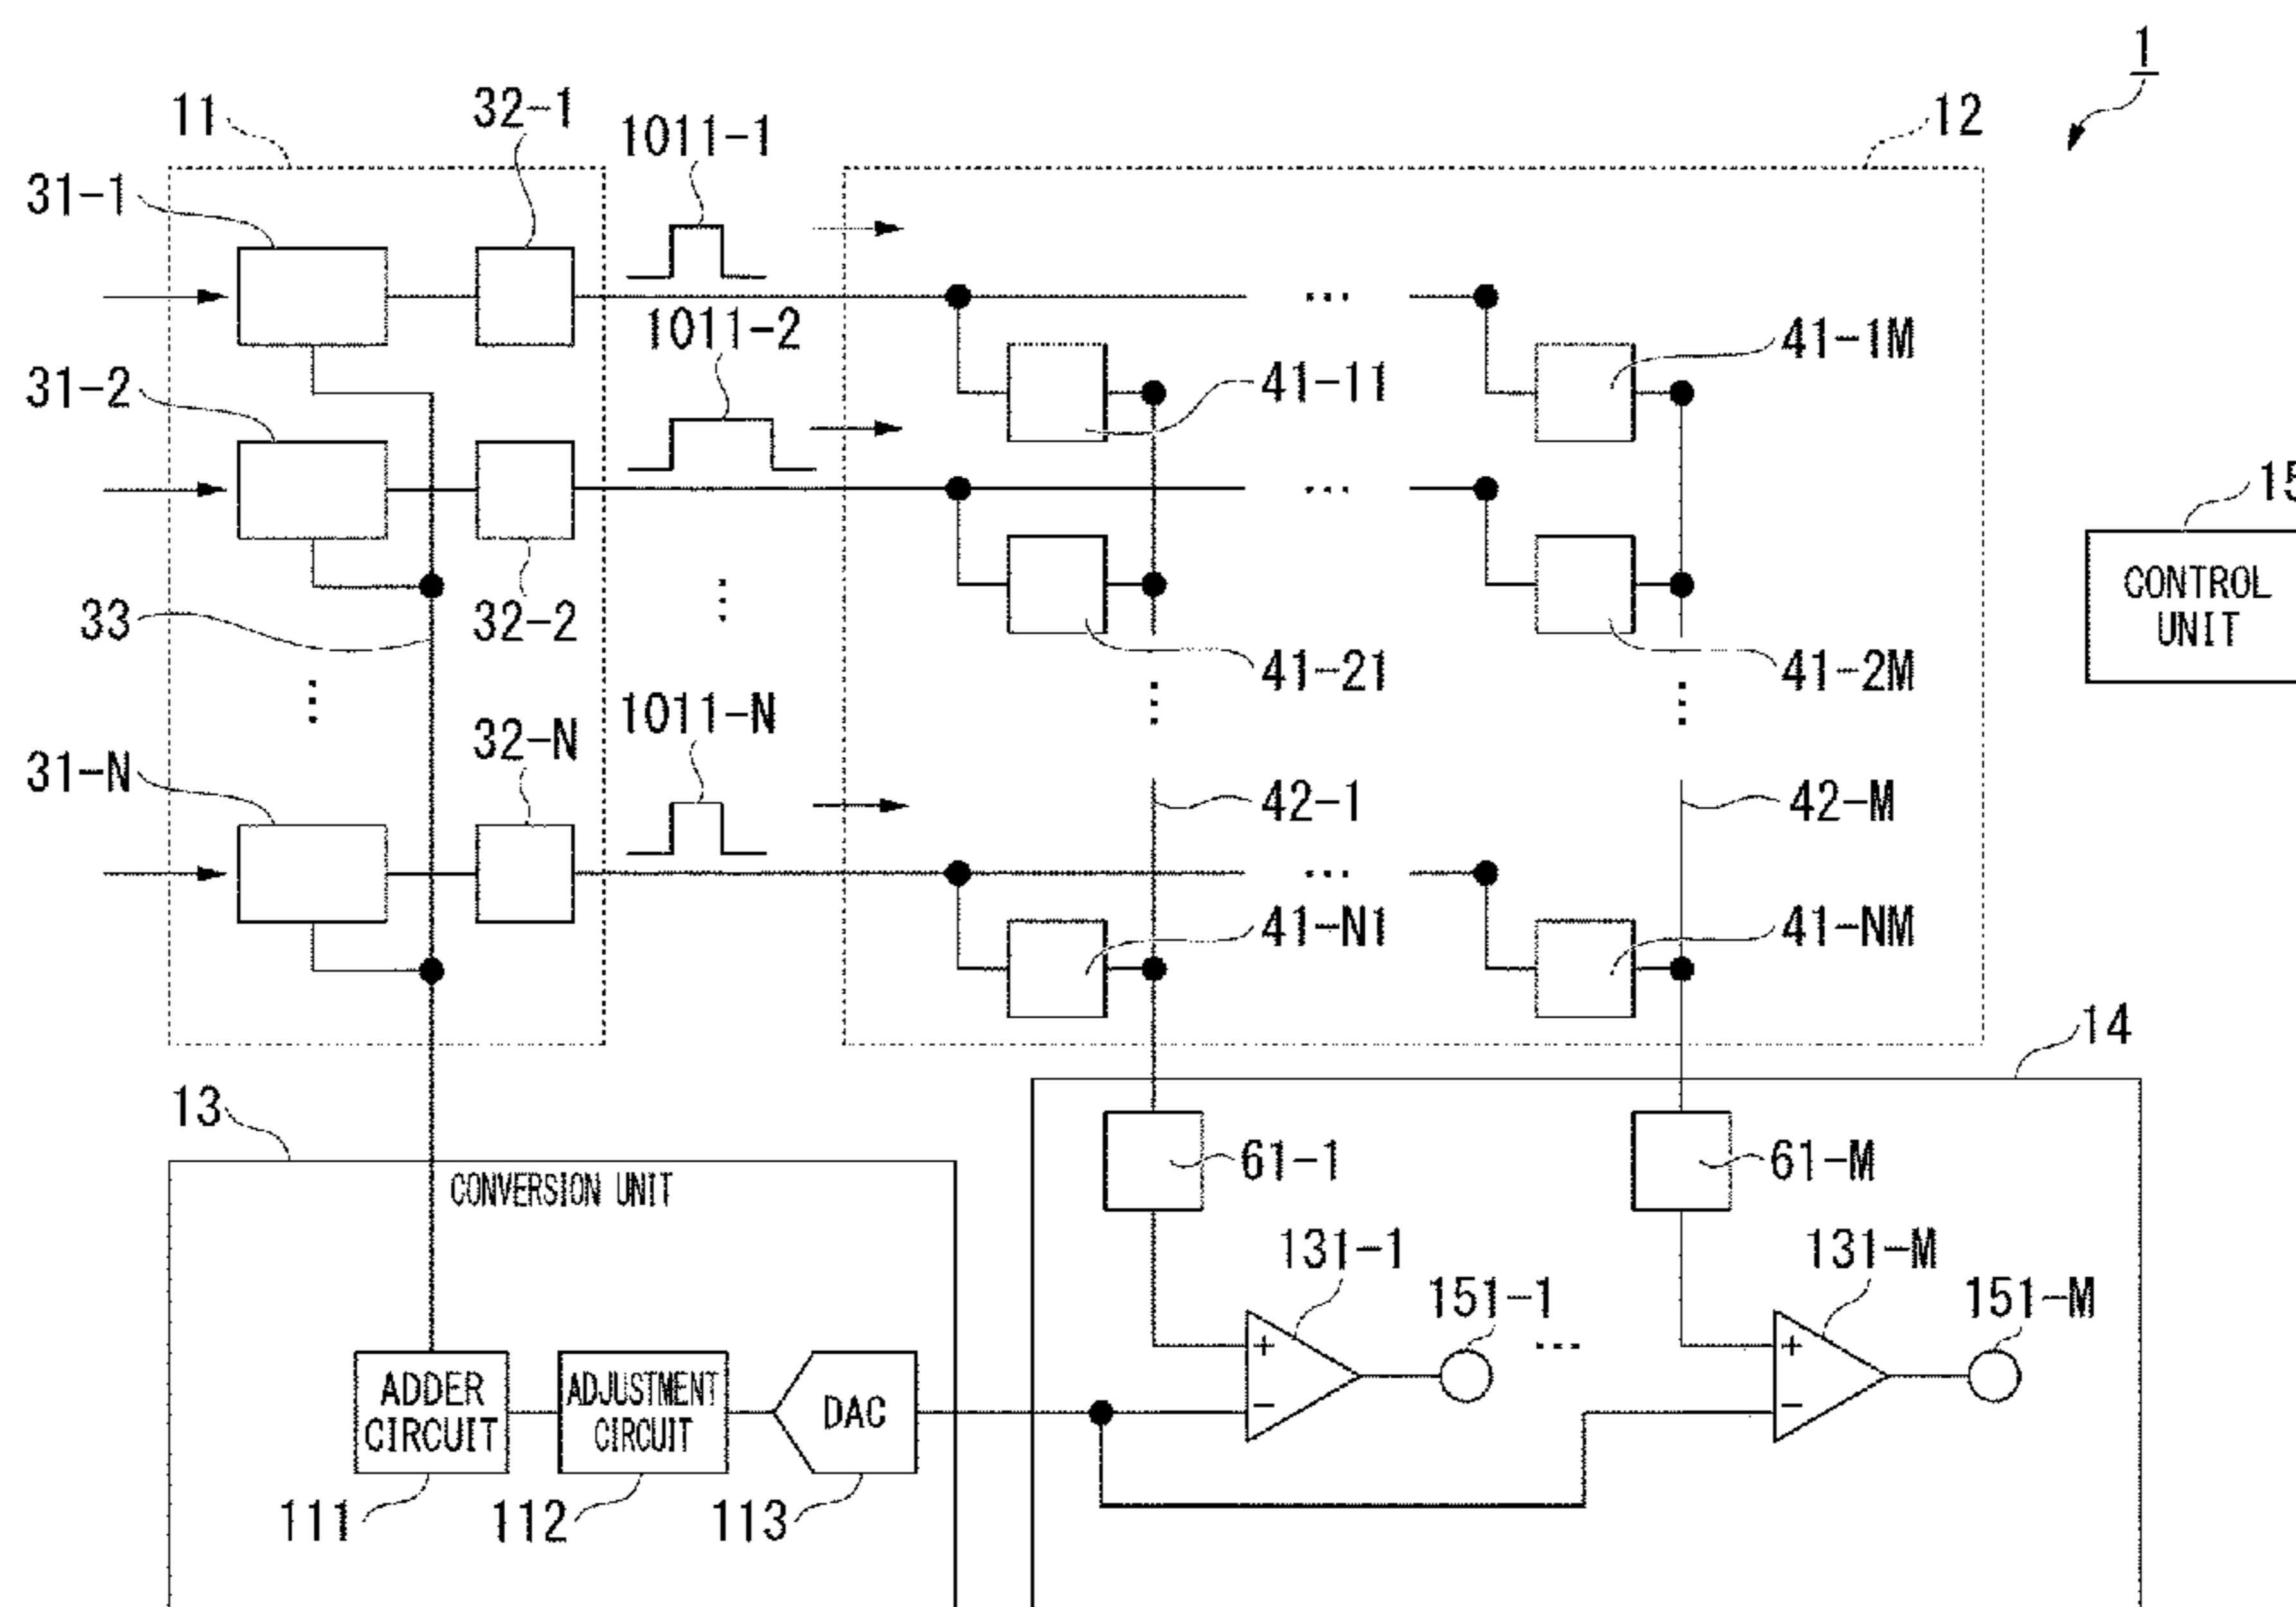 1
11
32-1
1011-1
12
31-1
1011-2
41-1M
41-11
31-2
15
CONTROL
UNIT
33
32-2
41-21
41-2M
32-N
1011-N
31-N
42-1
42-M
41-N1
41-NM
14
13
CONVERSION UNIT
61-1
61-M
131-1
131-M
151-1
151-M
+
+
ADDER
CIRCUIT
ADJUSTMENT
CIRCUIT
DAC
−
−
111
112
113